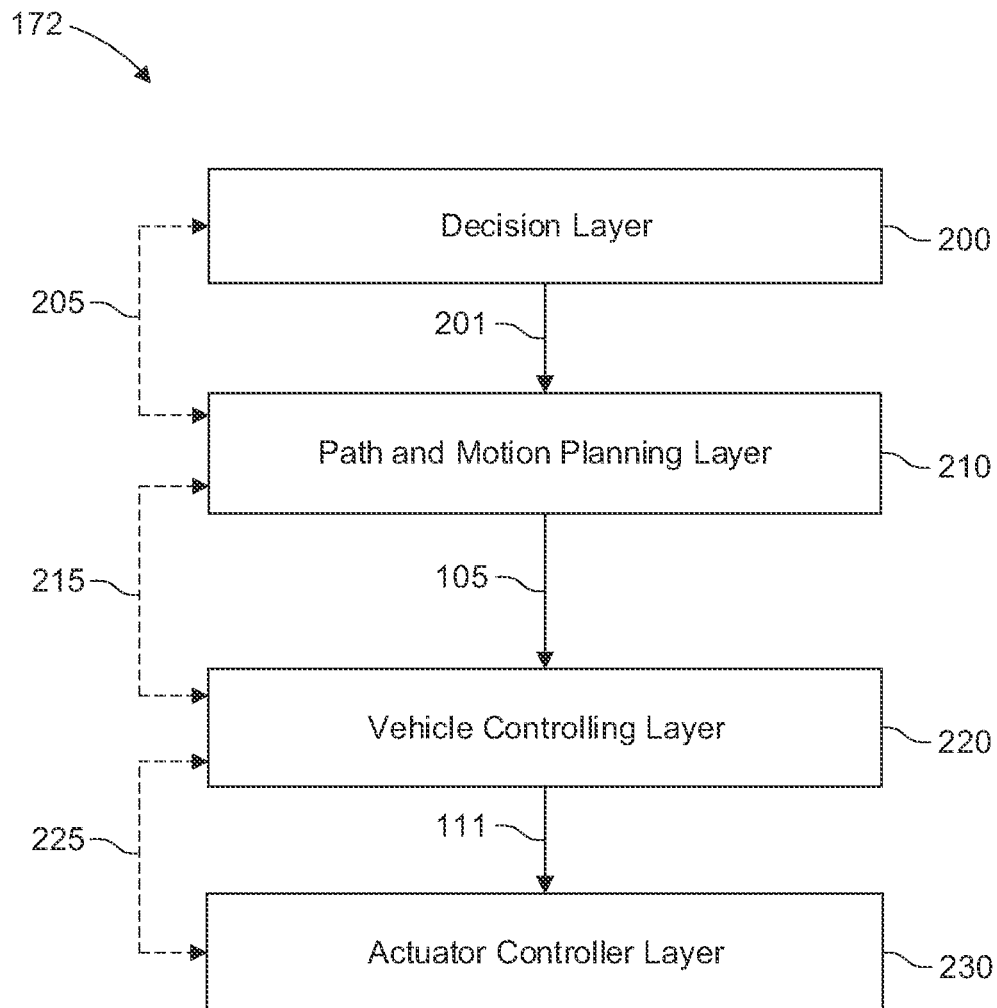 172
Decision Layer
200
205
201
Path and Motion Planning Layer
210
215
105
Vehicle Controlling Layer
220
225
111
Actuator Controller Layer
230